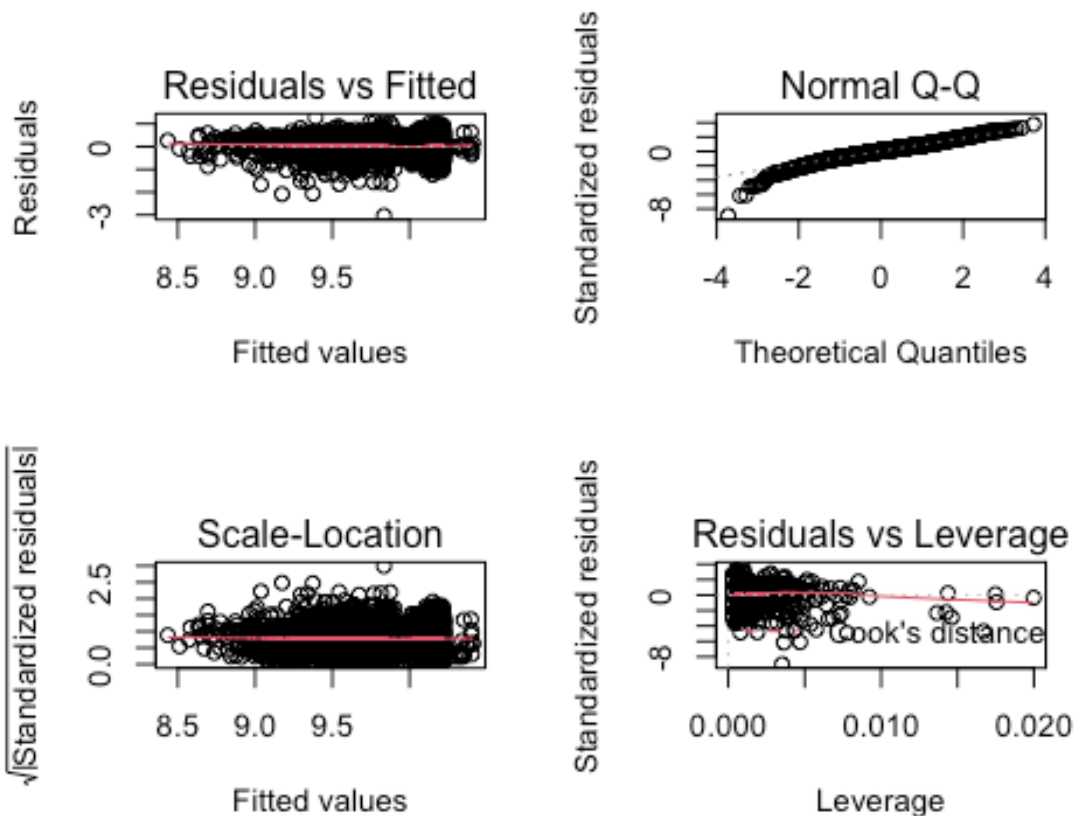 Residuals vs Fitted
Residuals
0
-3
8.5 9.0 9.5
Fitted values
Normal Q-Q
Standardized residuals
0
-8
-4 -2 0 2 4
Theoretical Quantiles
Scale-Location
√|Standardized residuals|
2.5
0.0
8.5 9.0 9.5
Fitted values
Residuals vs Leverage
Standardized residuals
0
-8
ook's distance
0.000 0.010 0.020
Leverage